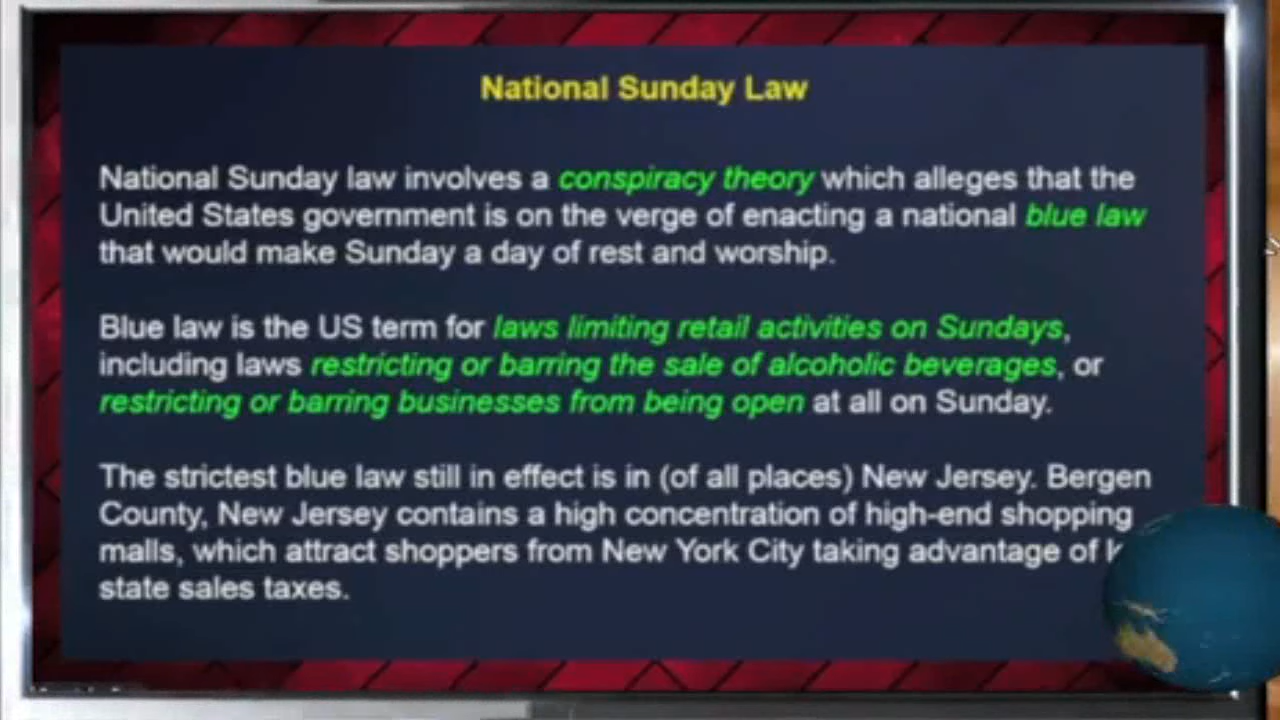 National Sunday Law
National Sunday law involves a conspiracy theory which alleges that the
United States government is on the verge of enacting a national blue law
that would make Sunday a day of rest and worship.
Blue law is the US term for laws limiting retail activities on Sundays,
including laws restricting or barring the sale of alcoholic beverages, or
restricting or barring businesses from being open at all on Sunday.
The strictest blue law still in effect is in (of all places) New Jersey. Bergen
County, New Jersey contains a high concentration of high-end shopping
malls, which attract shoppers from New York City taking advantage of
state sales taxes.